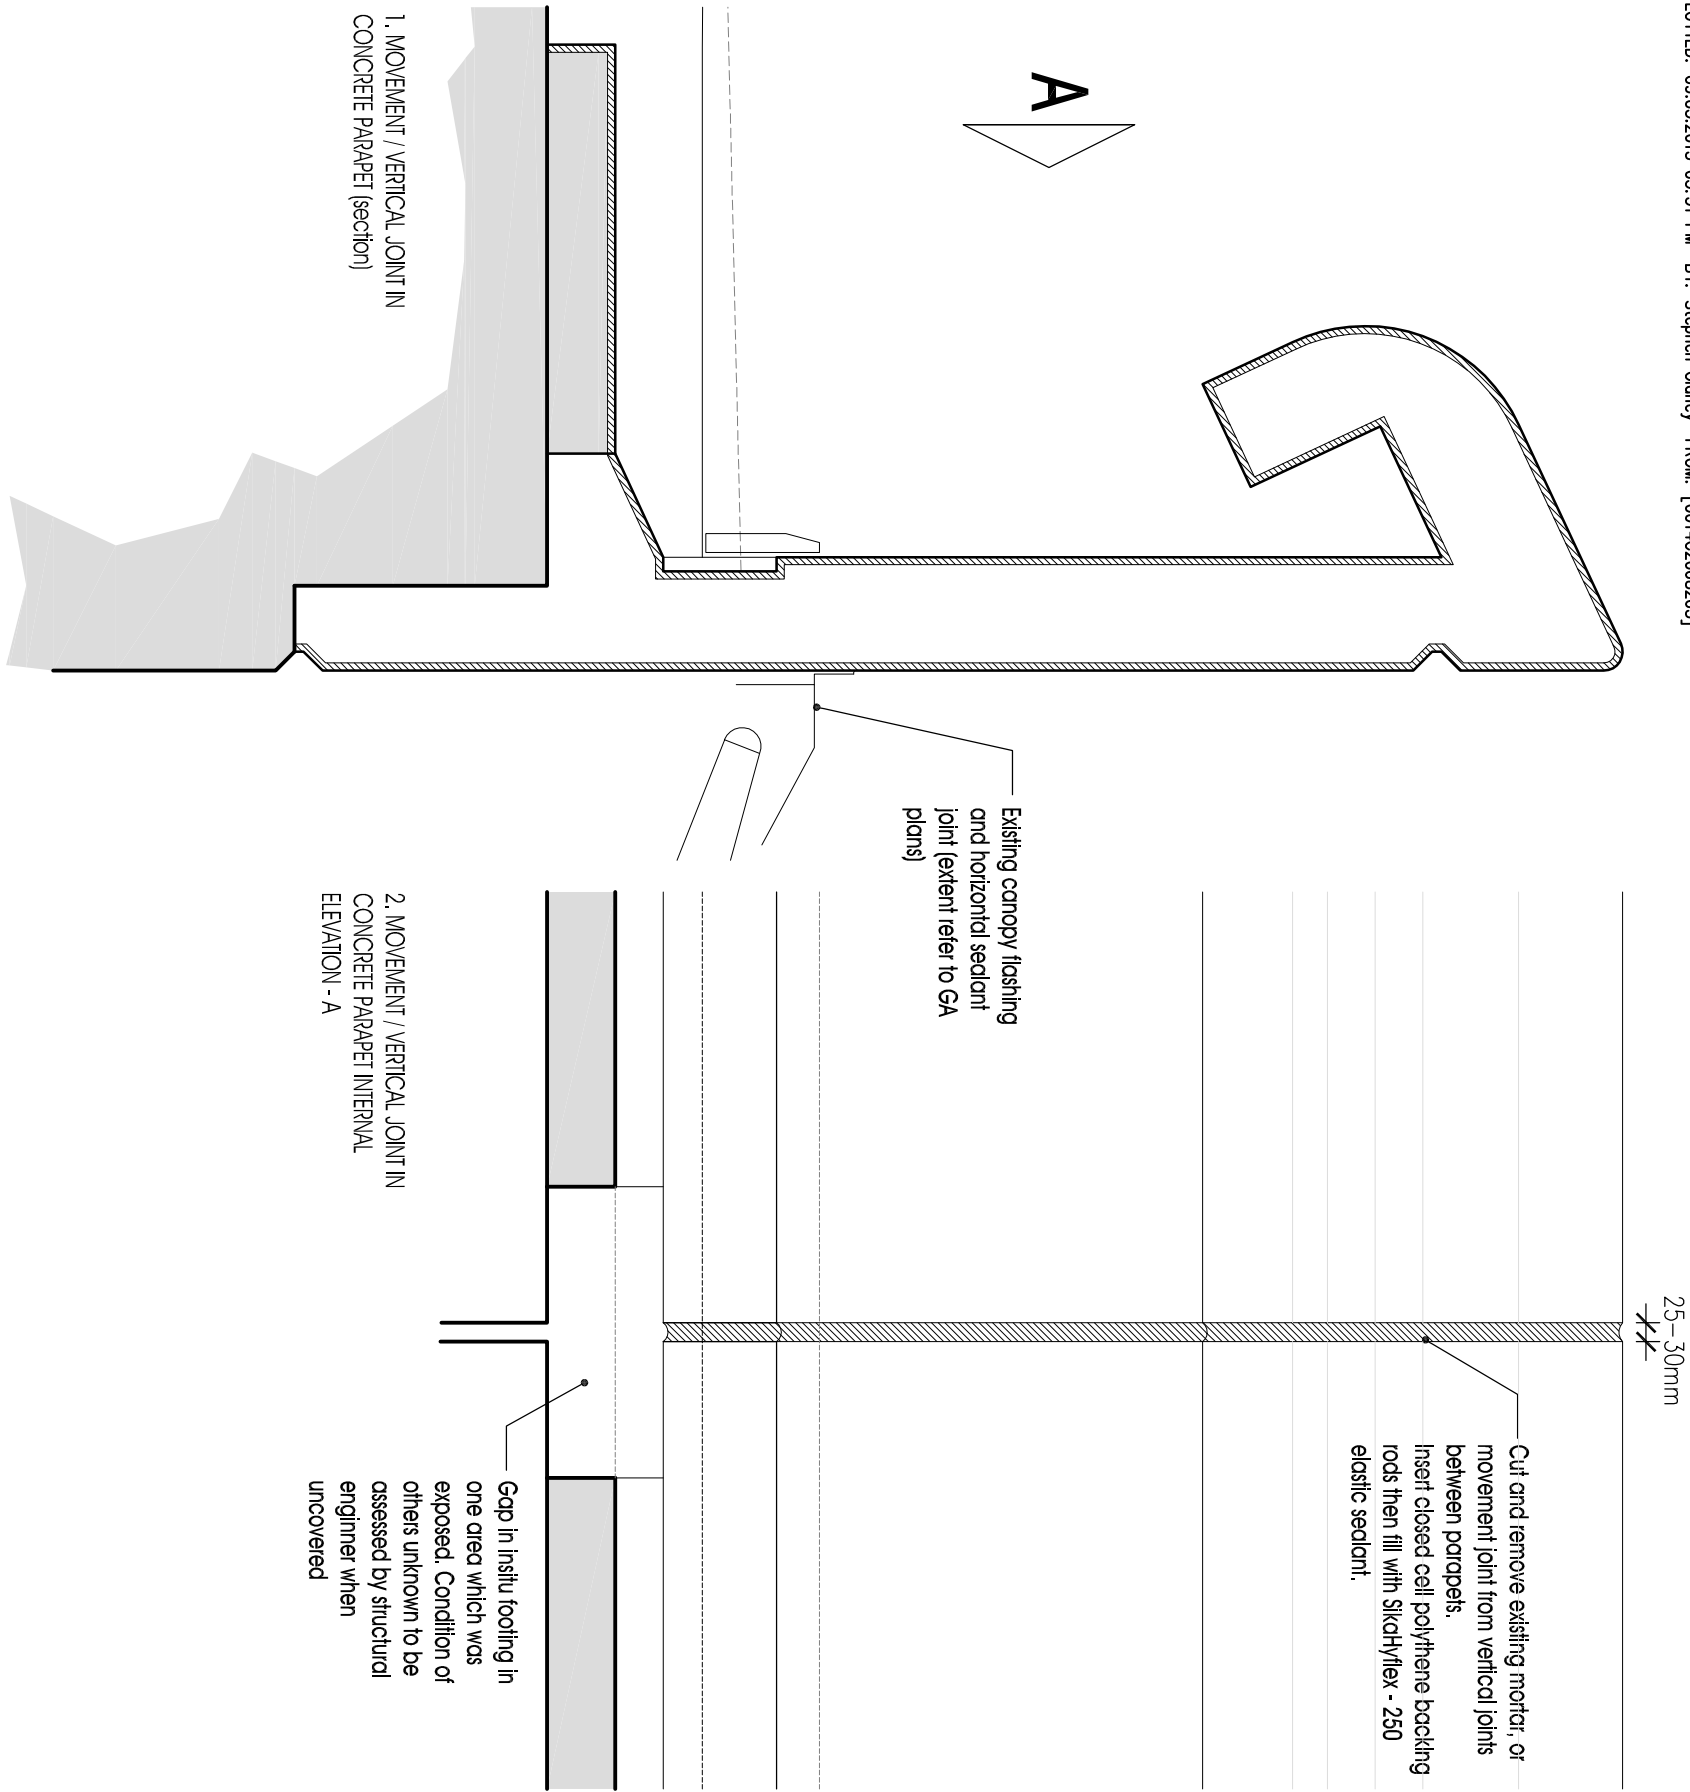 A
Existing canopy flashing
and horizontal sealant
joint (extent refer to GA
plans)
1. MOVEMENT / VERTICAL JOINT IN
CONCRETE PARAPET (section)
25-30mm
Cut and remove existing mortar, or
movement joint from vertical joints
between parapets.
Insert closed cell polythene backing
rods then fill with SikaHyflex - 250
elastic sealant.
Gap in insitu footing in
one area which was
exposed. Condition of
others unknown to be
assessed by structural
enginner when
uncovered
2. MOVEMENT / VERTICAL JOINT IN
CONCRETE PARAPET INTERNAL
ELEVATION - A